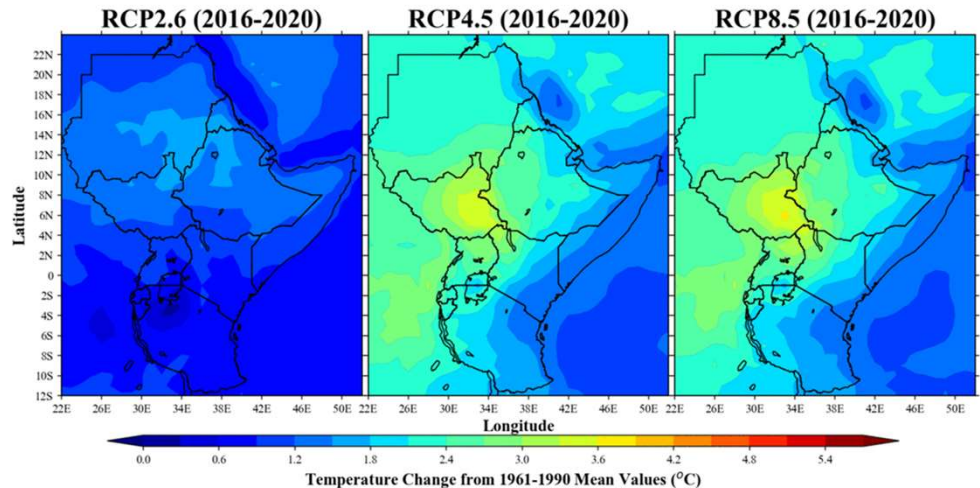 RCP2.6 (2016-2020) RCP4.5 (2016-2020) RCP8.5 (2016-2020)
22N
20N
18N
16N
14N
12N
10N
8N
6N
4N
2N
0
2S
4S
6S
8S
10S
12S
Latitude
22E 26E 30E 34E 38E 42E 46E 50E 22E 26E 30E 34E 38E 42E 46E 50E 22E 26E 30E 34E 38E 42E 46E 50E
Longitude
0.0 0.6 1.2 1.8 2.4 3.0 3.6 4.2 4.8 5.4
Temperature Change from 1961-1990 Mean Values (°C)